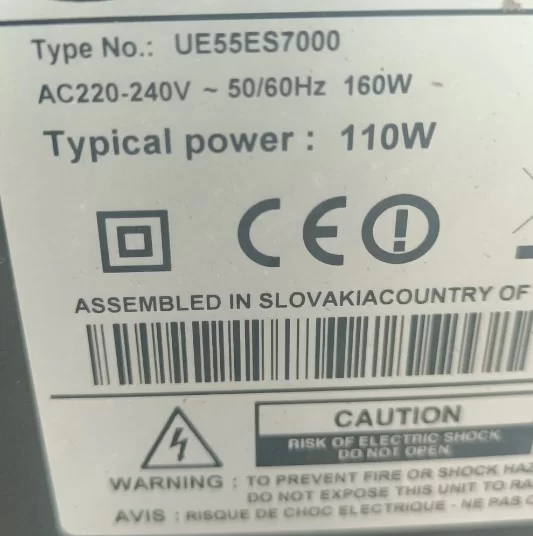 Type No.: UE55ES7000
AC220-240V ~ 50/60Hz 160W
Typical power : 110W
CE
ASSEMBLED IN SLOVAKIACOUNTRY OF
CAUTION
RISK OF ELECTRIC SHOCK
DO NOT OPEN
WARNING : TO PREVENT FIRE OR SHOCK
DO NOT EXPOSE THIS UNIT TO
AVIS : RISQUE DE CHOC ELECTRIQUE - NE PAS